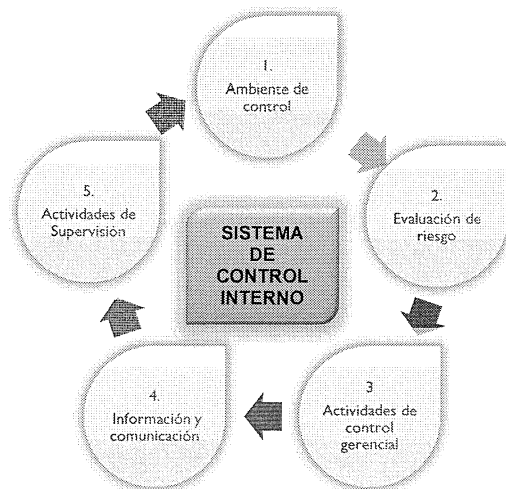 1.
Ambiente de
control
2.
Evaluación de
riesgo
3
Actividades de
control
gerencial
4.
Información y
comunicación
5.
Actividades de
Supervisión
SISTEMA
DE
CONTROL
INTERNO